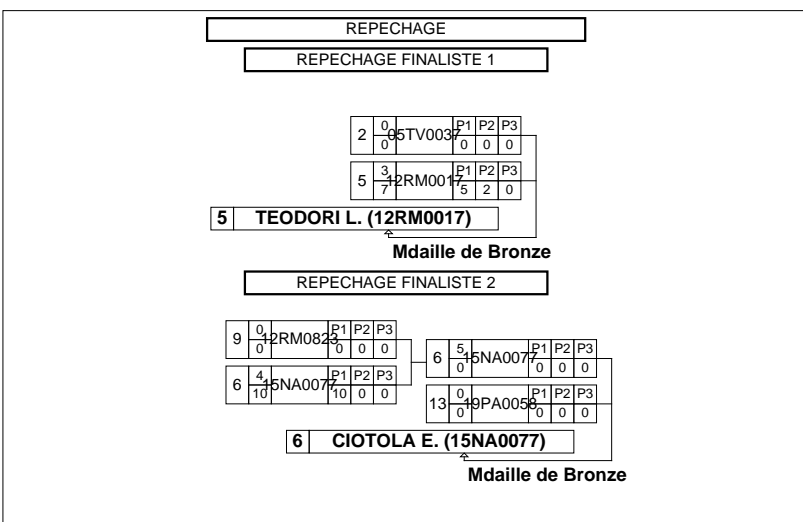 REPECHAGE
REPECHAGE FINALISTE 1
2 0 0 05TV0037 P1 P2 P3 0 0 0
5 3 7 12RM0017 P1 P2 P3 5 2 0
5 TEODORI L. (12RM0017)
Mdaille de Bronze
REPECHAGE FINALISTE 2
9 0 0 12RM0823 P1 P2 P3 0 0 0
6 4 10 15NA0077 P1 P2 P3 10 0 0
6 5 0 15NA0077 P1 P2 P3 0 0 0
13 0 0 19PA0058 P1 P2 P3 0 0 0
6 CIOTOLA E. (15NA0077)
Mdaille de Bronze